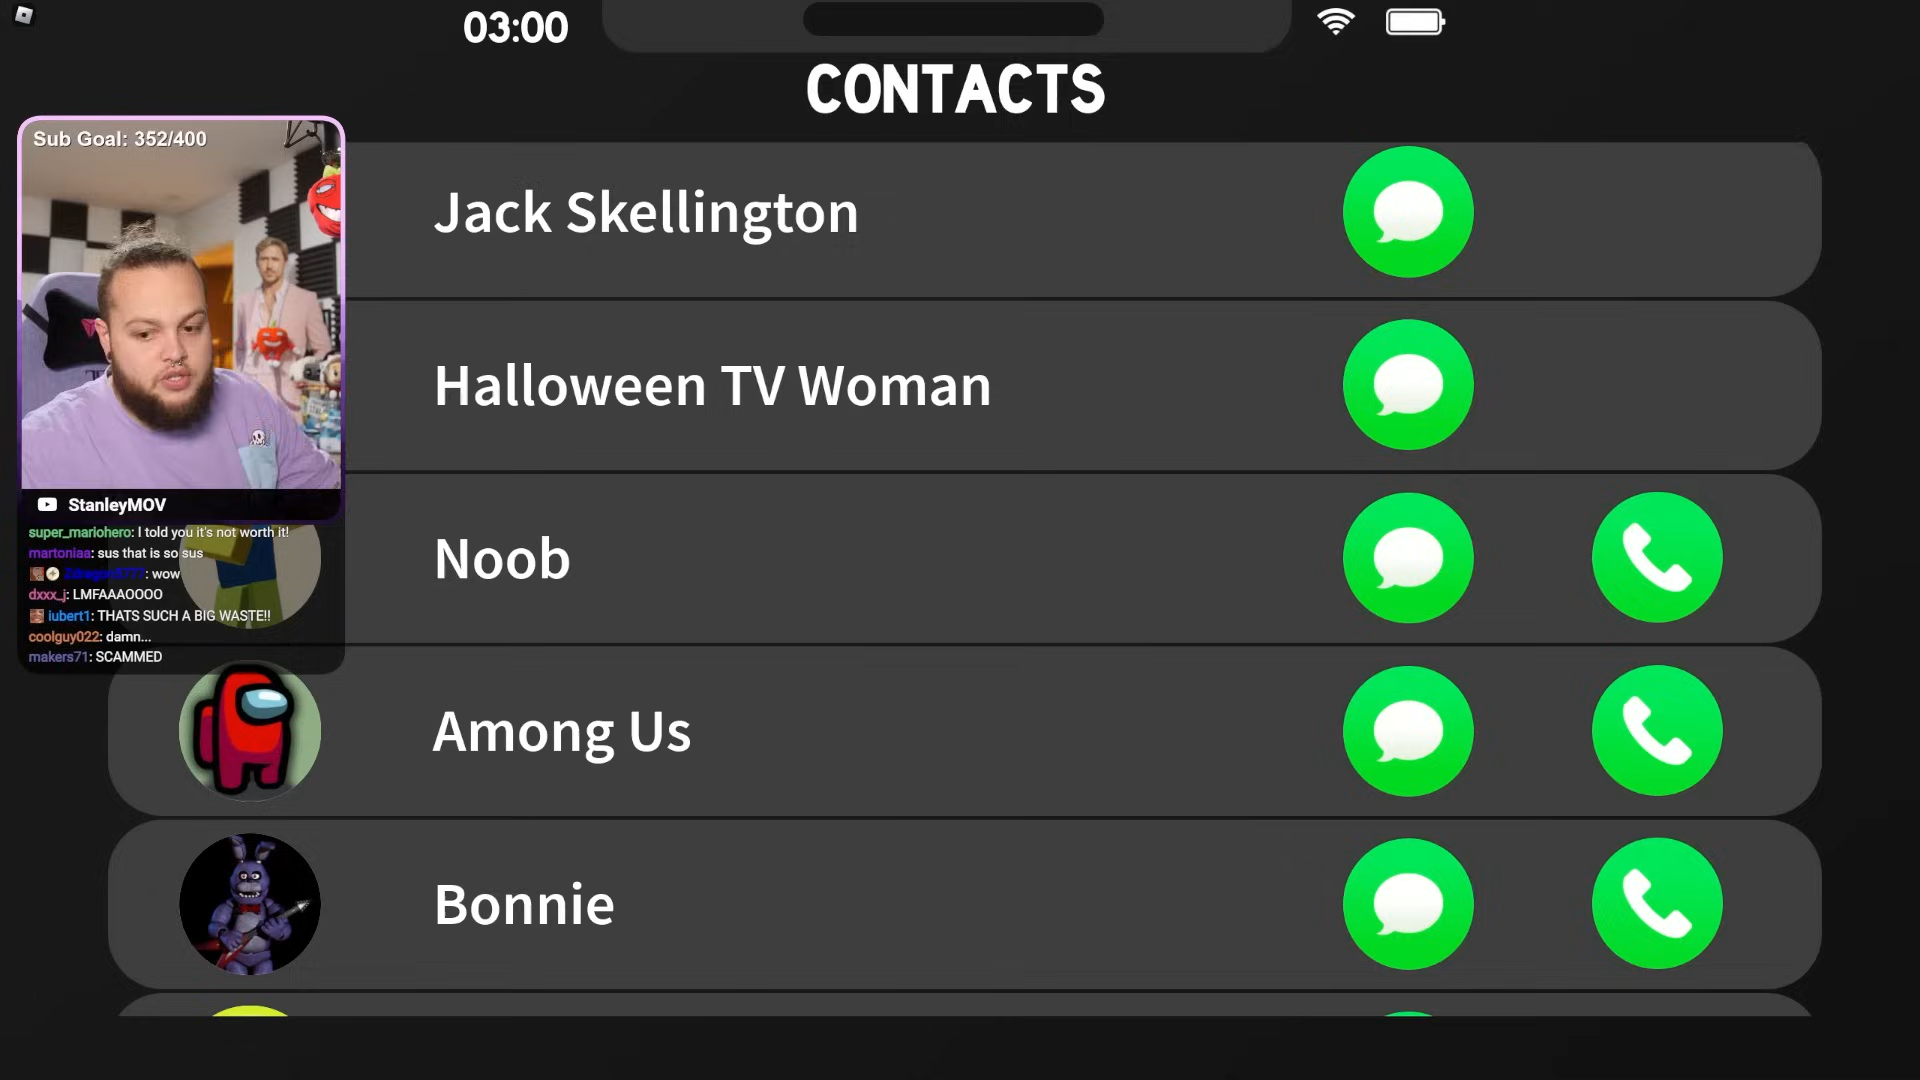 03:00
CONTACTS
Sub Goal: 352/400
Jack Skellington
Halloween TV Woman
StanleyMOV
super_mariohero: I told you it's not worth it!
martoniaa: sus that is so sus
: wow
dxxx_j: LMFAAAOOOO
iubert1: THATS SUCH A BIG WASTE!!
coolguy022: damn...
makers71: SCAMMED
Noob
Among Us
Bonnie